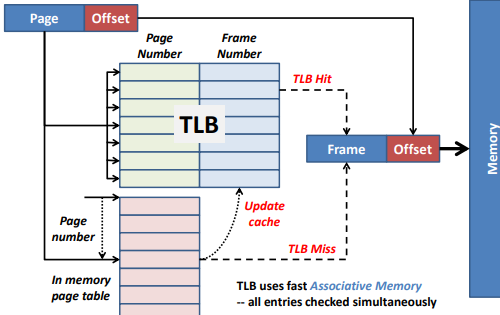 Page Offset
Page Number
Frame Number
TLB Hit
TLB
Frame Offset
Memory
Update cache
Page number
TLB Miss
In memory page table
TLB uses fast Associative Memory
-- all entries checked simultaneously